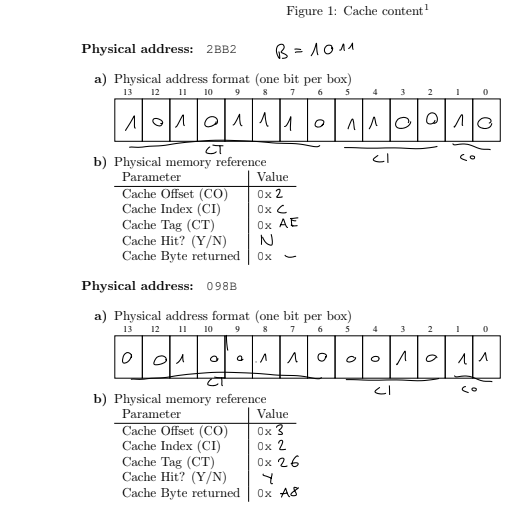 Figure 1: Cache content¹
Physical address: 2BB2 B = 1011
a) Physical address format (one bit per box)
13 12 11 10 9 8 7 6 5 4 3 2 1 0
1 0 1 0 1 1 1 0 1 1 0 0 1 0
CT CI CO
b) Physical memory reference
Parameter Value
Cache Offset (CO) 0x 2
Cache Index (CI) 0x C
Cache Tag (CT) 0x AE
Cache Hit? (Y/N) N
Cache Byte returned 0x –
Physical address: 098B
a) Physical address format (one bit per box)
13 12 11 10 9 8 7 6 5 4 3 2 1 0
0 0 1 0 0 1 1 0 0 0 1 0 1 1
CT CI CO
b) Physical memory reference
Parameter Value
Cache Offset (CO) 0x 3
Cache Index (CI) 0x 2
Cache Tag (CT) 0x 26
Cache Hit? (Y/N) Y
Cache Byte returned 0x A8